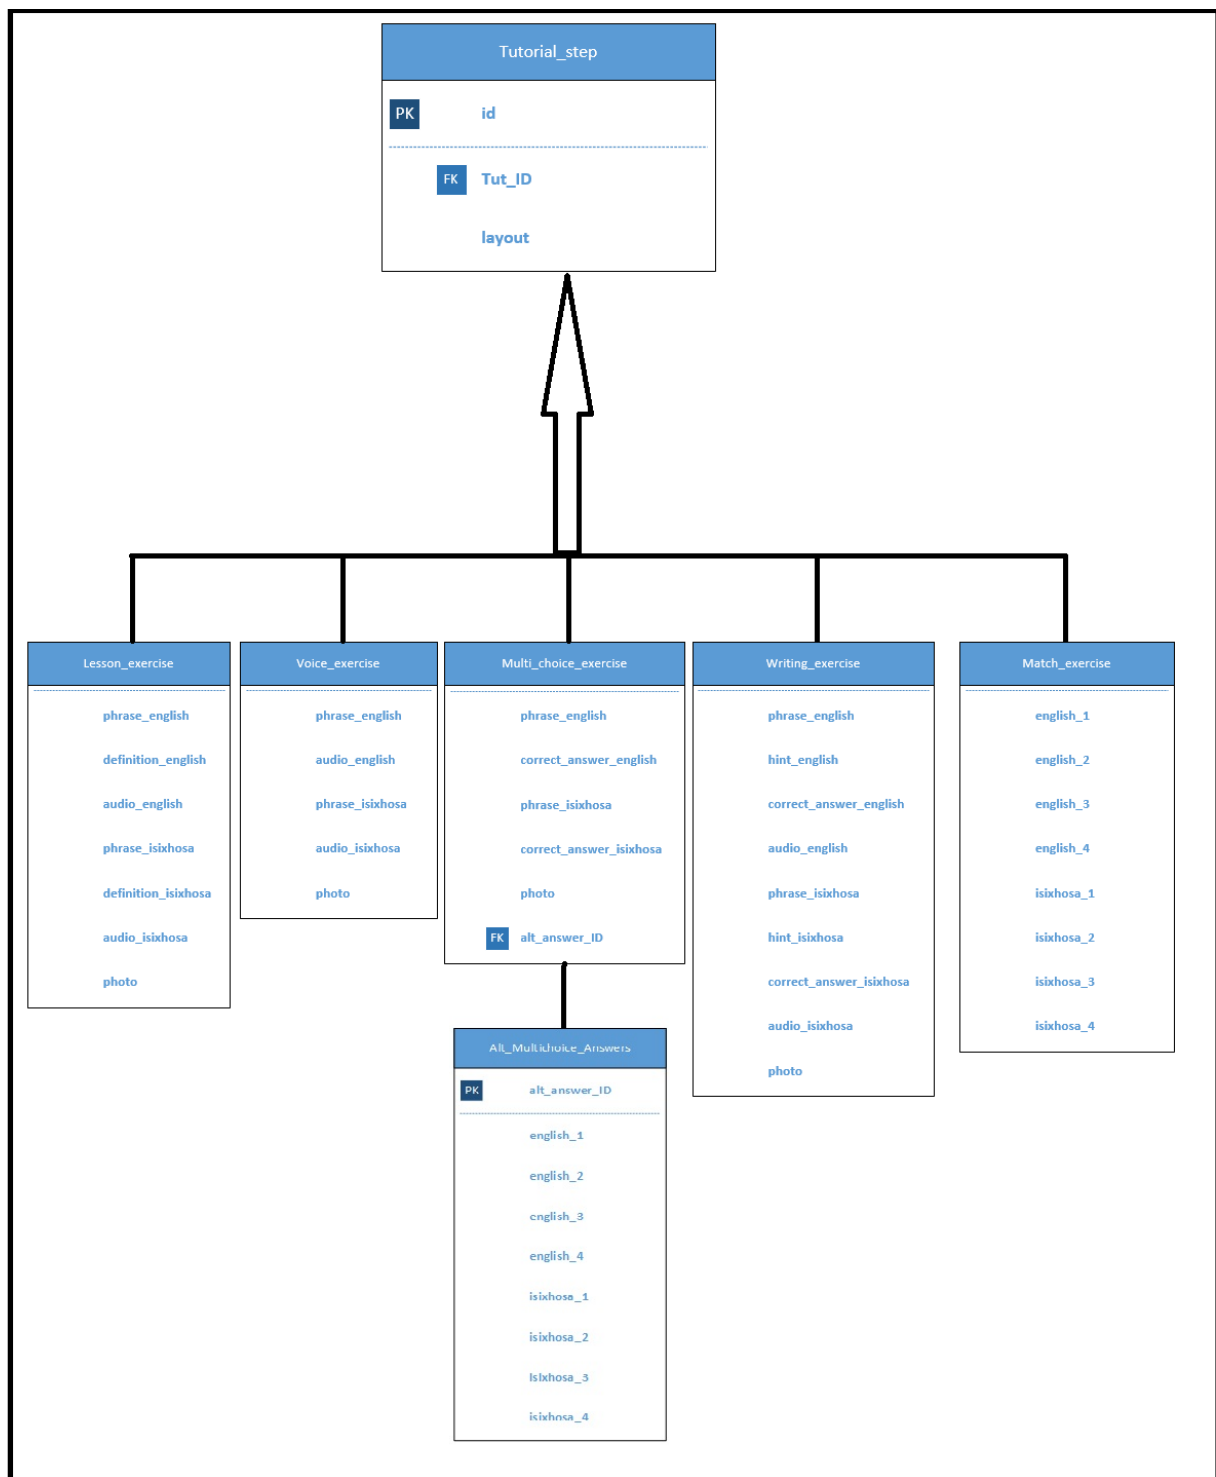 Tutorial_step
PK id
FK Tut_ID
layout
Lesson_exercise
phrase_english
definition_english
audio_english
phrase_isixhosa
definition_isixhosa
audio_isixhosa
photo
Voice_exercise
phrase_english
audio_english
phrase_isixhosa
audio_isixhosa
photo
Multi_choice_exercise
phrase_english
correct_answer_english
phrase_isixhosa
correct_answer_isixhosa
photo
FK alt_answer_ID
Alt_Multichoice_Answers
PK alt_answer_ID
english_1
english_2
english_3
english_4
isixhosa_1
isixhosa_2
isixhosa_3
isixhosa_4
Writing_exercise
phrase_english
hint_english
correct_answer_english
audio_english
phrase_isixhosa
hint_isixhosa
correct_answer_isixhosa
audio_isixhosa
photo
Match_exercise
english_1
english_2
english_3
english_4
isixhosa_1
isixhosa_2
isixhosa_3
isixhosa_4